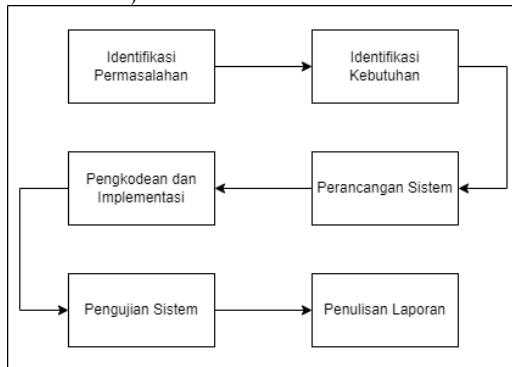 Identifikasi
Permasalahan
Identifikasi
Kebutuhan
Perancangan Sistem
Pengkodean dan
Implementasi
Pengujian Sistem
Penulisan Laporan